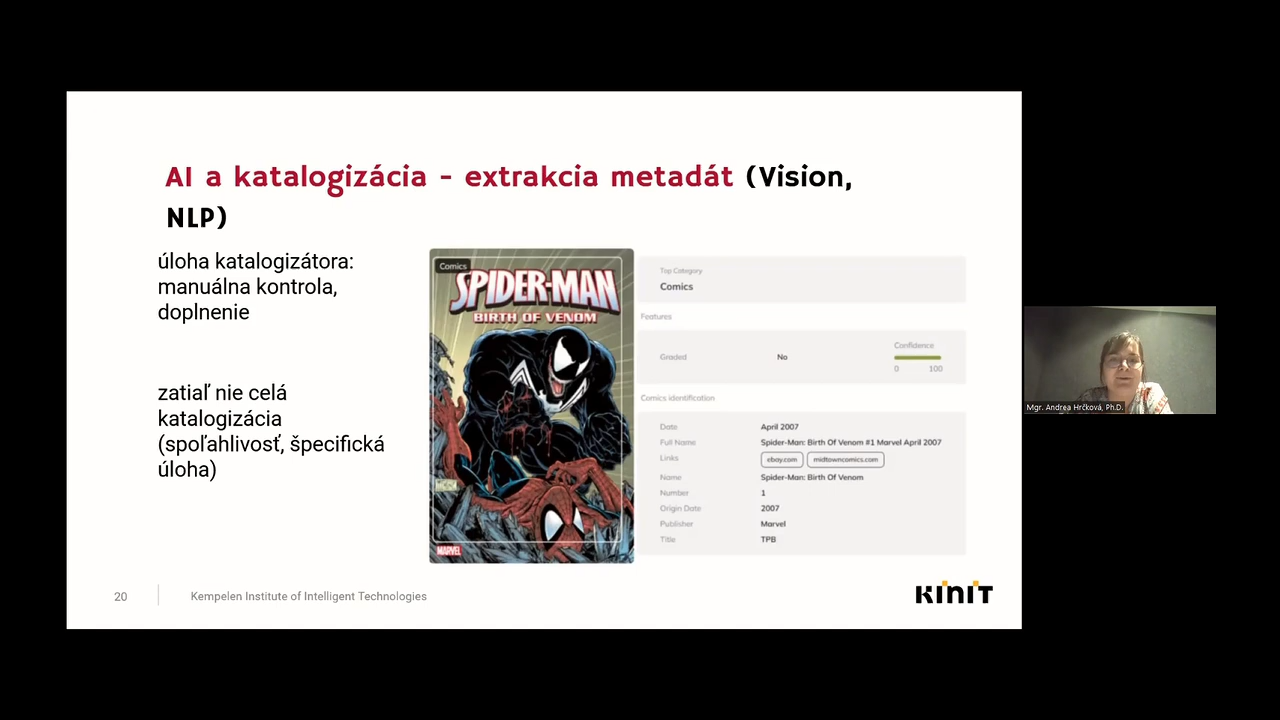 AI a katalogizácia - extrakcia metadát (Vision,
NLP)
úloha katalogizátora:
manuálna kontrola,
doplnenie
zatiaľ nie celá
katalogizácia
(spoľahlivosť, špecifická
úloha)
Comics
SPIDER-MAN
BIRTH OF VENOM
MARVEL
Top Category
Comics
Features
Graded No
Confidence
0 100
Comics identification
Date April 2007
Full Name Spider-Man: Birth Of Venom #1 Marvel April 2007
Links ebay.com midtowncomics.com
Name Spider-Man: Birth Of Venom
Number 1
Origin Date 2007
Publisher Marvel
Title TPB
20 Kempelen Institute of Intelligent Technologies
KINIT
Mgr. Andrea Hrčková, Ph.D.